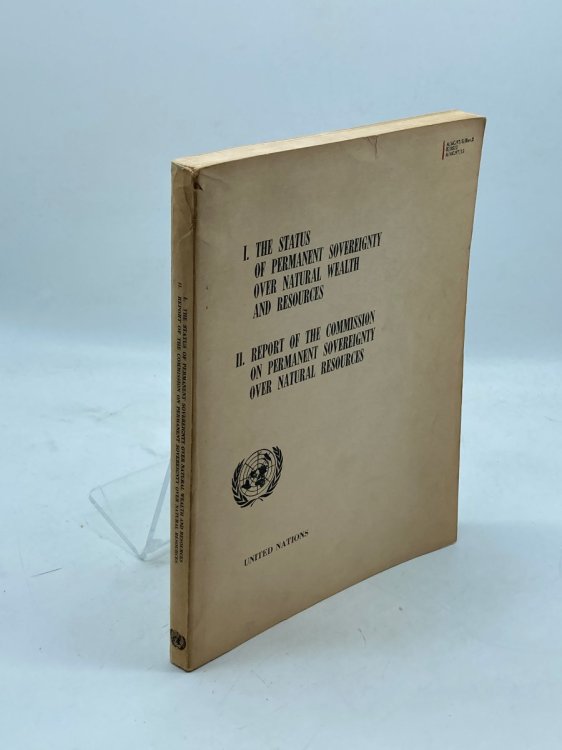 I. THE STATUS
OF PERMANENT SOVEREIGNTY
OVER NATURAL WEALTH
AND RESOURCES
II. REPORT OF THE COMMISSION
ON PERMANENT SOVEREIGNTY
OVER NATURAL RESOURCES
UNITED NATIONS
I. THE STATUS OF PERMANENT SOVEREIGNTY OVER NATURAL WEALTH AND RESOURCES
II. REPORT OF THE COMMISSION ON PERMANENT SOVEREIGNTY OVER NATURAL RESOURCES